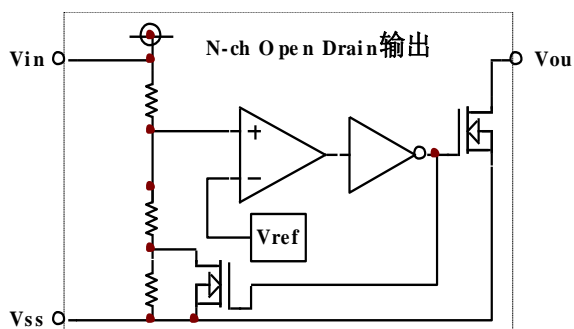 N-ch Open Drain输出
Vin
Vou
+
−
Vref
Vss